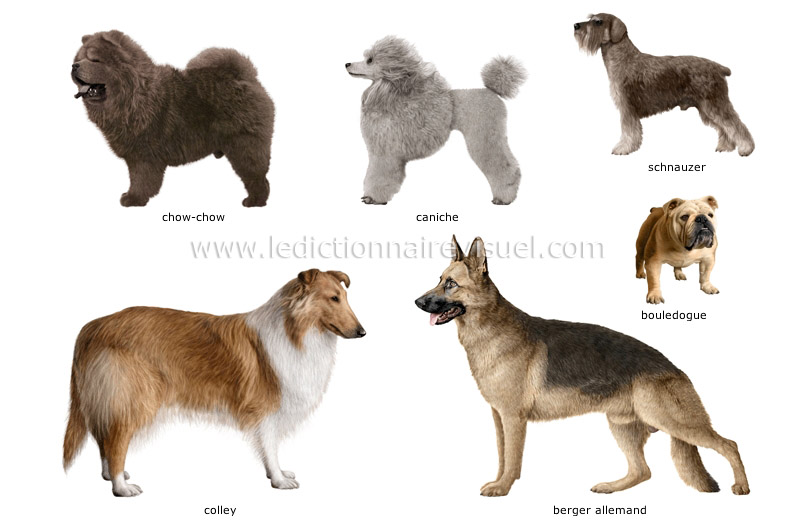 chow-chow
caniche
schnauzer
www.ledictionnairevisuel.com
bouledogue
colley
berger allemand